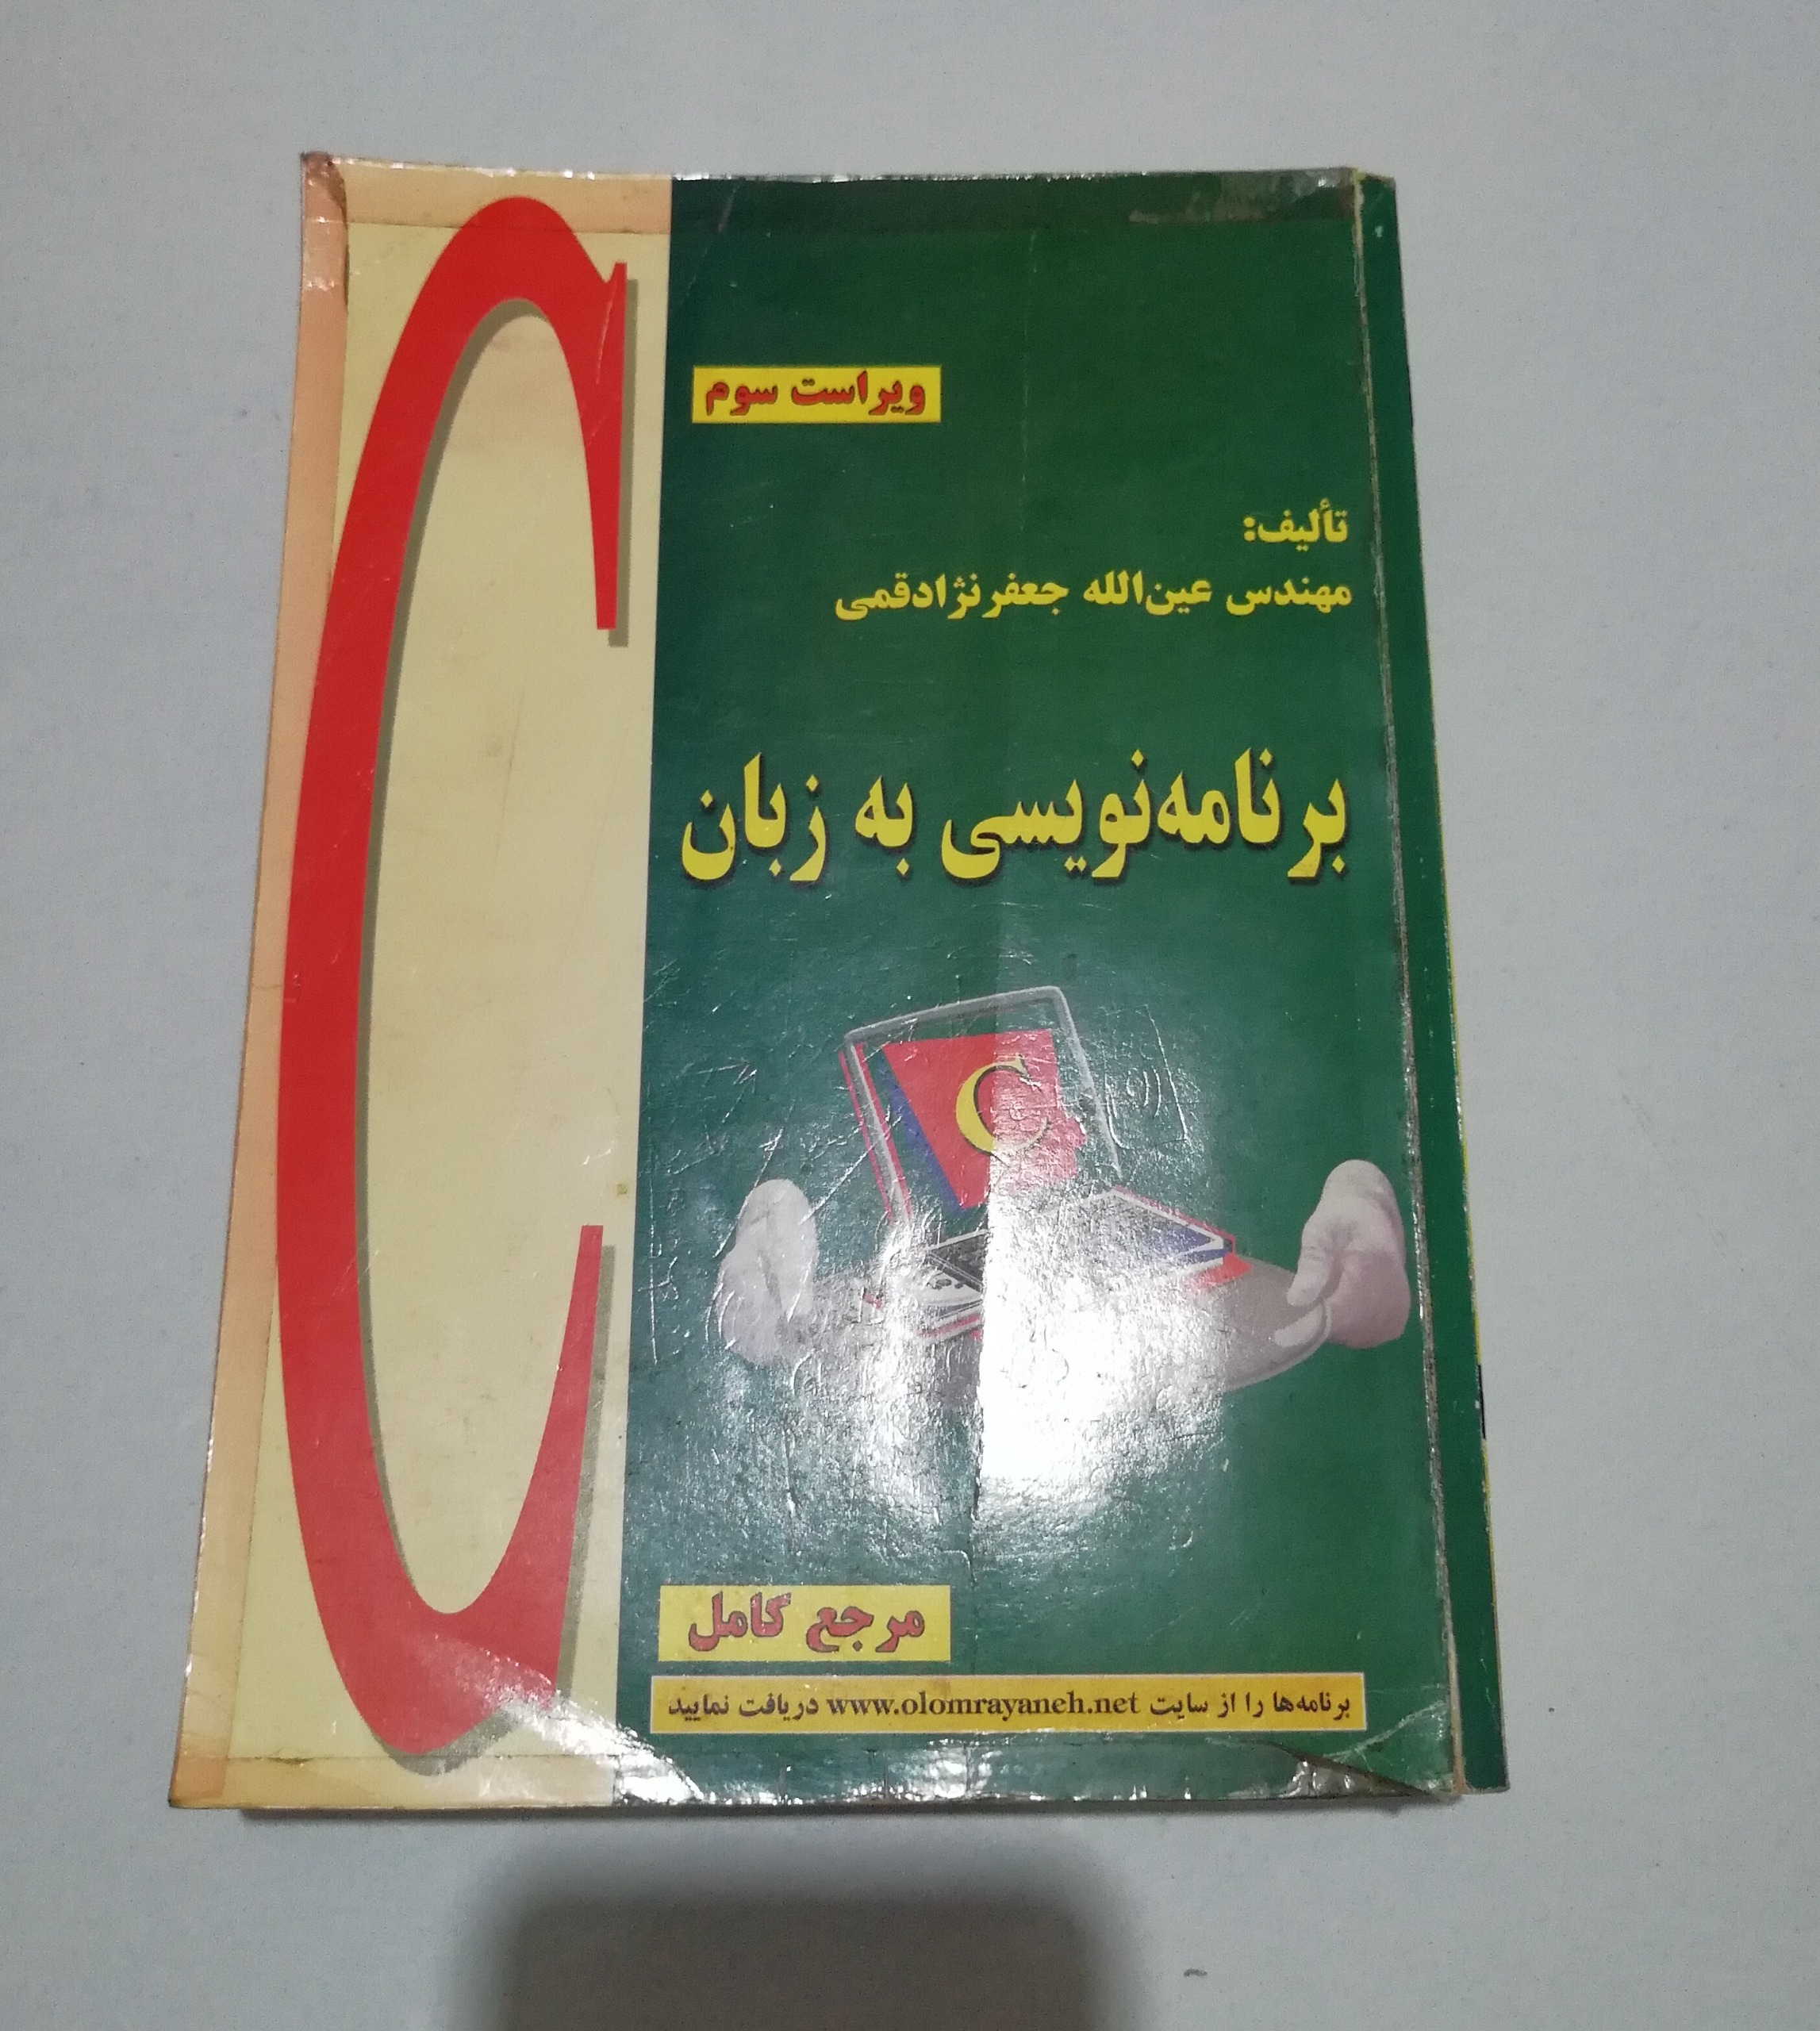 ویراست سوم
تألیف:
مهندس عین‌الله جعفرنژادقمی
برنامه‌نویسی به زبان
C
C
مرجع کامل
برنامه‌ها را از سایت www.olomrayaneh.net دریافت نمایید